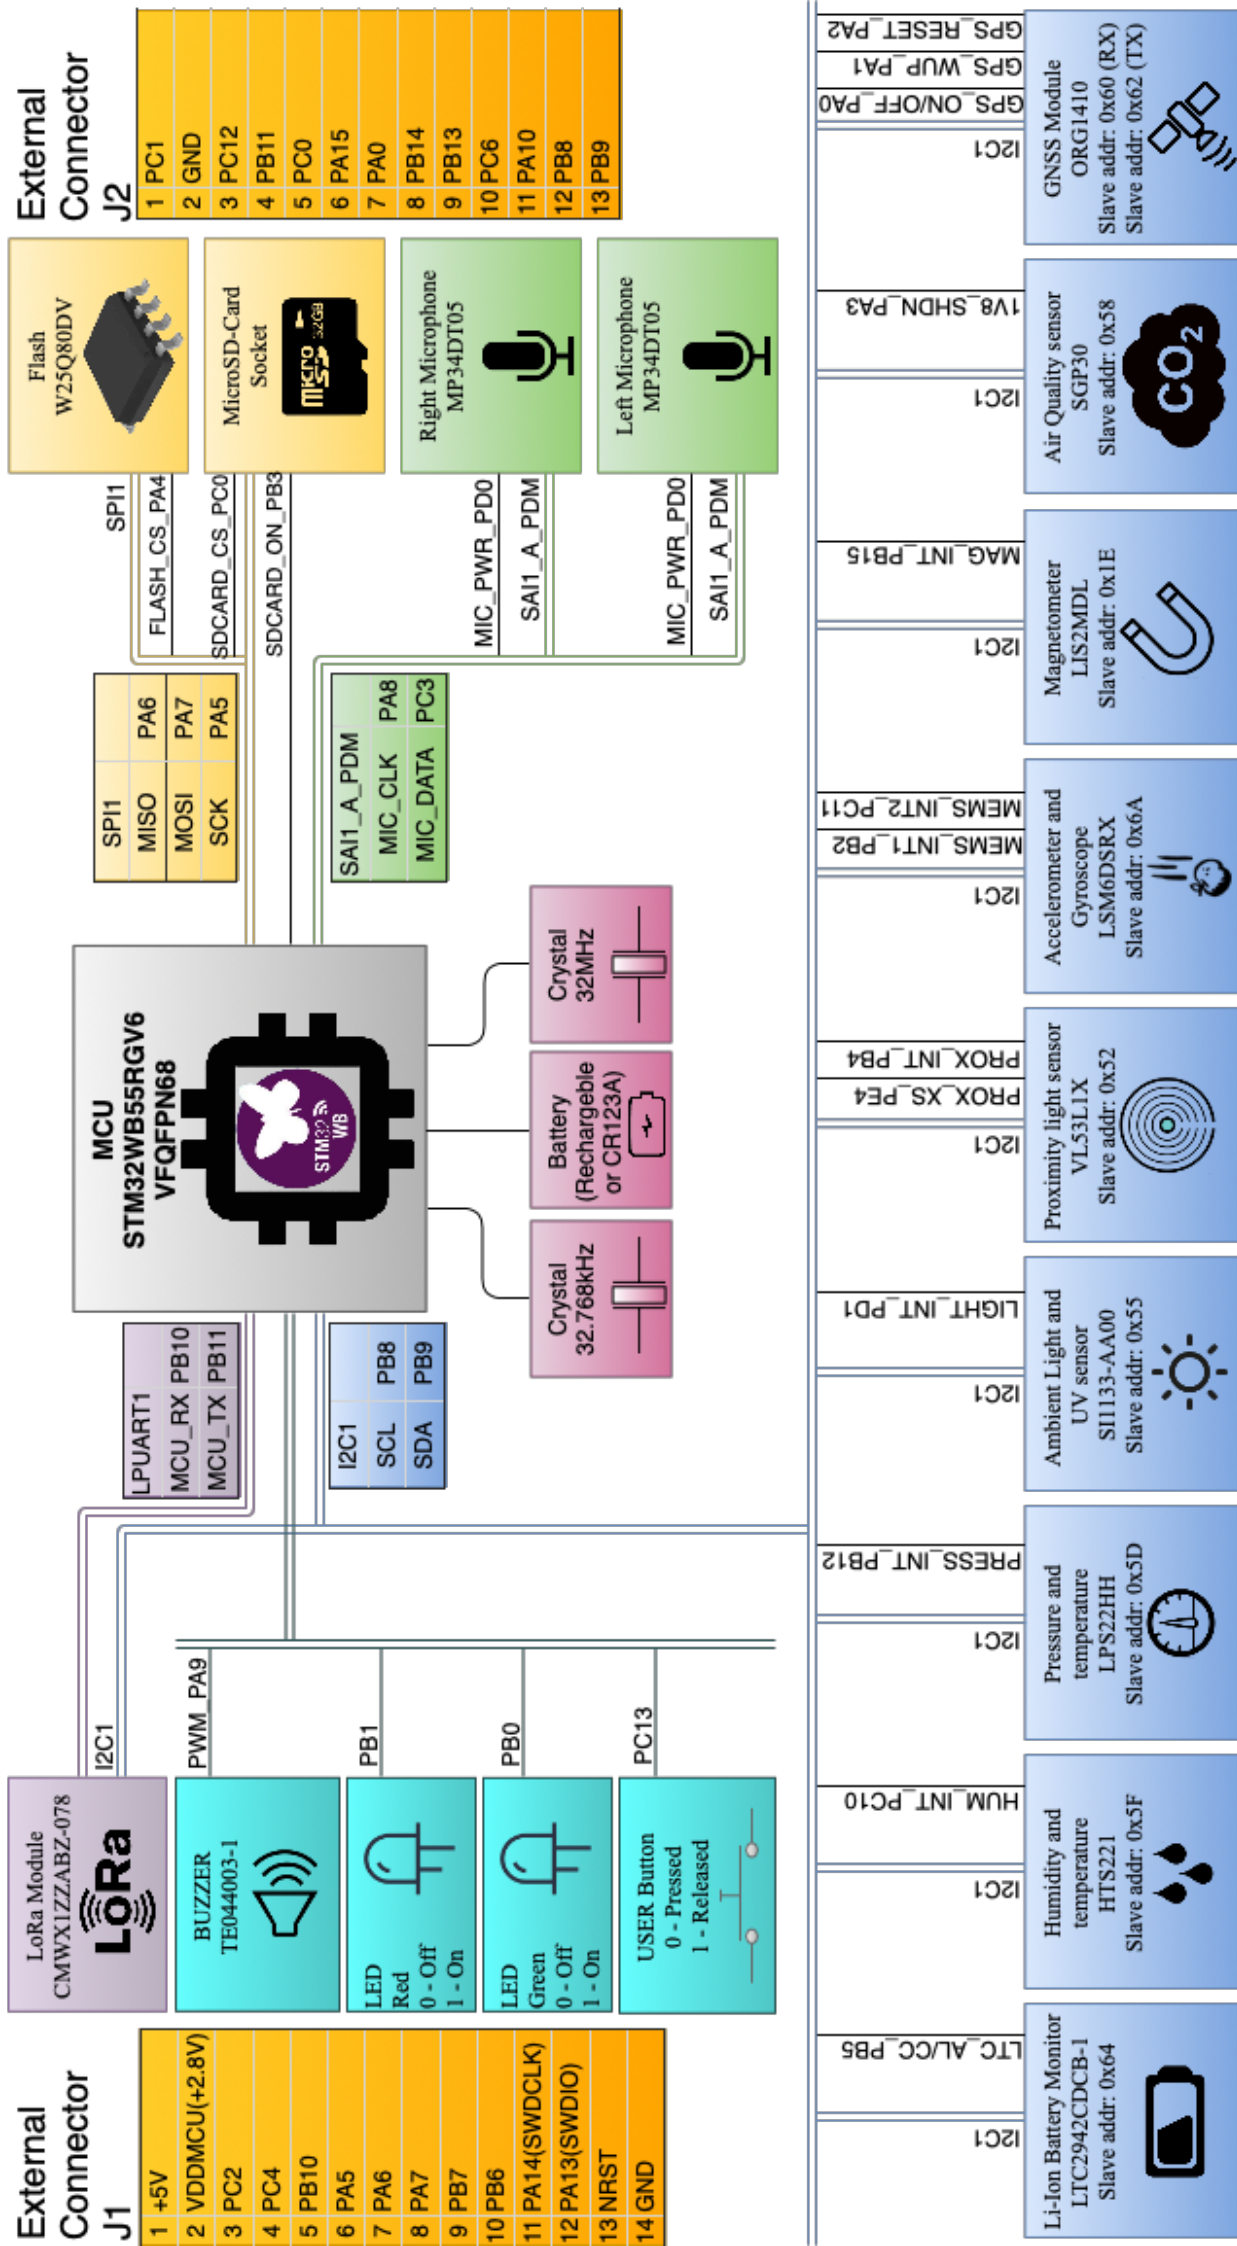 External
Connector
J1
1 +5V
2 VDDMCU(+2.8V)
3 PC2
4 PC4
5 PB10
6 PA5
7 PA6
8 PA7
9 PB7
10 PB6
11 PA14(SWDCLK)
12 PA13(SWDIO)
13 NRST
14 GND
LoRa Module
CMWX1ZZABZ-078
LoRa
I2C1
BUZZER
TE044003-1
PWM_PA9
LED
Red
0 - Off
1 - On
PB1
LED
Green
0 - Off
1 - On
PB0
USER Button
0 - Pressed
1 - Released
PC13
LPUART1
MCU_RX PB10
MCU_TX PB11
I2C1
SCL PB8
SDA PB9
MCU
STM32WB55RGV6
VFQFPN68
STM32
WB
Crystal
32.768kHz
Battery
(Rechargeble
or CR123A)
Crystal
32MHz
SPI1
MISO PA6
MOSI PA7
SCK PA5
SAI1_A_PDM
MIC_CLK PA8
MIC_DATA PC3
SPI1
FLASH_CS_PA4
SDCARD_CS_PC0
SDCARD_ON_PB3
MIC_PWR_PD0
SAI1_A_PDM
MIC_PWR_PD0
SAI1_A_PDM
Flash
W25Q80DV
MicroSD-Card
Socket
micro
SD
32GB
Right Microphone
MP34DT05
Left Microphone
MP34DT05
External
Connector
J2
1 PC1
2 GND
3 PC12
4 PB11
5 PC0
6 PA15
7 PA0
8 PB14
9 PB13
10 PC6
11 PA10
12 PB8
13 PB9
I2C1
LTC_AL/CC_PB5
Li-Ion Battery Monitor
LTC2942CDCB-1
Slave addr: 0x64
I2C1
HUM_INT_PC10
Humidity and
temperature
HTS221
Slave addr: 0x5F
I2C1
PRESS_INT_PB12
Pressure and
temperature
LPS22HH
Slave addr: 0x5D
I2C1
LIGHT_INT_PD1
Ambient Light and
UV sensor
SI1133-AA00
Slave addr: 0x55
I2C1
PROX_XS_PE4
PROX_INT_PB4
Proximity light sensor
VL53L1X
Slave addr: 0x52
I2C1
MEMS_INT1_PB2
MEMS_INT2_PC11
Accelerometer and
Gyroscope
LSM6DSRX
Slave addr: 0x6A
I2C1
MAG_INT_PB15
Magnetometer
LIS2MDL
Slave addr: 0x1E
I2C1
1V8_SHDN_PA3
Air Quality sensor
SGP30
Slave addr: 0x58
CO2
I2C1
GPS_ON/OFF_PA0
GPS_WUP_PA1
GPS_RESET_PA2
GNSS Module
ORG1410
Slave addr: 0x60 (RX)
Slave addr: 0x62 (TX)